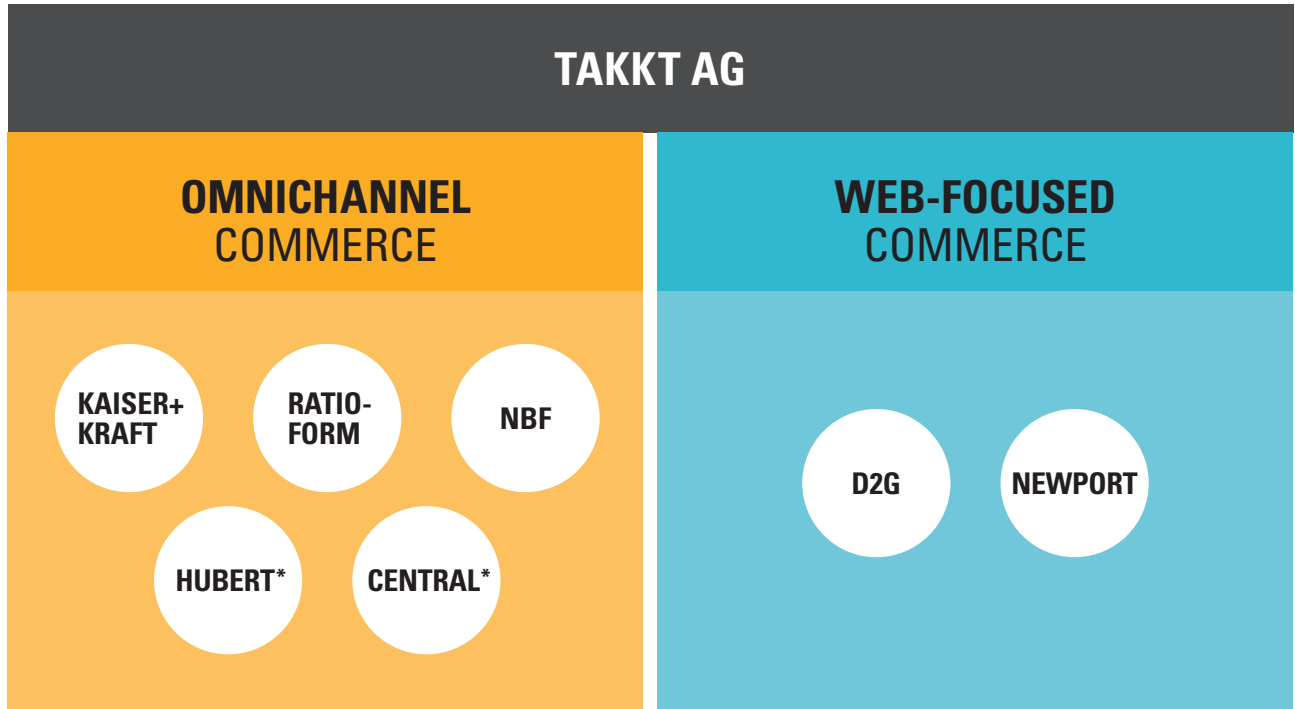 TAKKT AG
OMNICHANNEL
COMMERCE
KAISER+
KRAFT
RATIO-
FORM
NBF
HUBERT*
CENTRAL*
WEB-FOCUSED
COMMERCE
D2G
NEWPORT